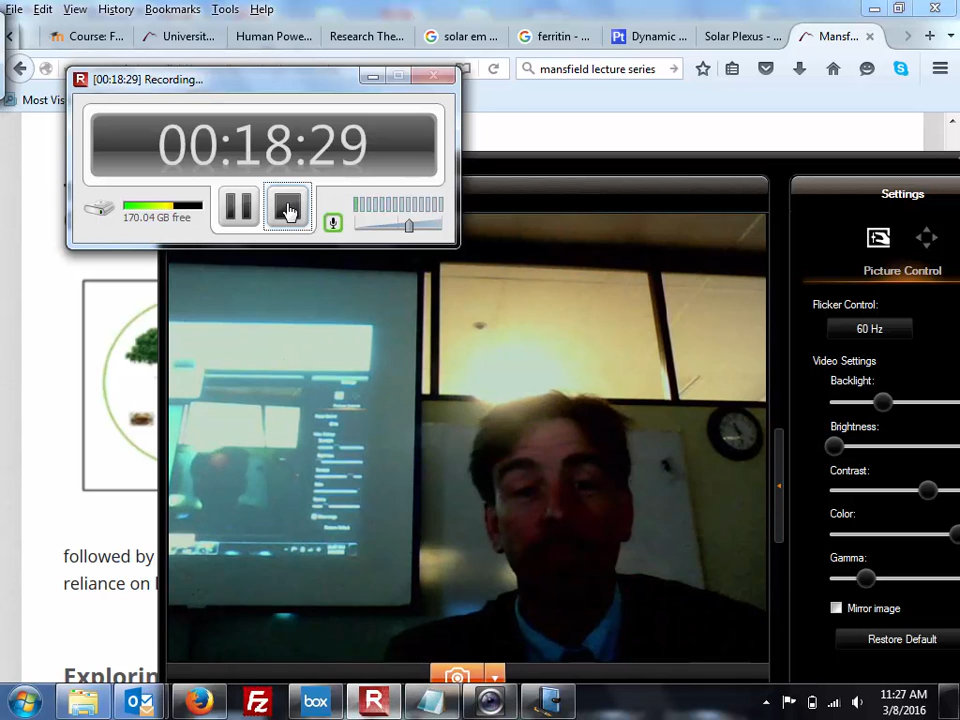 File Edit View History Bookmarks Tools Help
Course: F... Universit... Human Powe... Research The... solar em ... ferritin - ... Dynamic ... Solar Plexus - ... Mansf...
[00:18:29] Recording...
mansfield lecture series
Most Vis
00:18:29
170.04 GB free
Settings
Picture Control
Flicker Control:
60 Hz
Video Settings
Backlight:
Brightness:
Contrast:
Color:
Gamma:
Mirror image
Restore Default
followed by
reliance on
Explorin
box
11:27 AM
3/8/2016